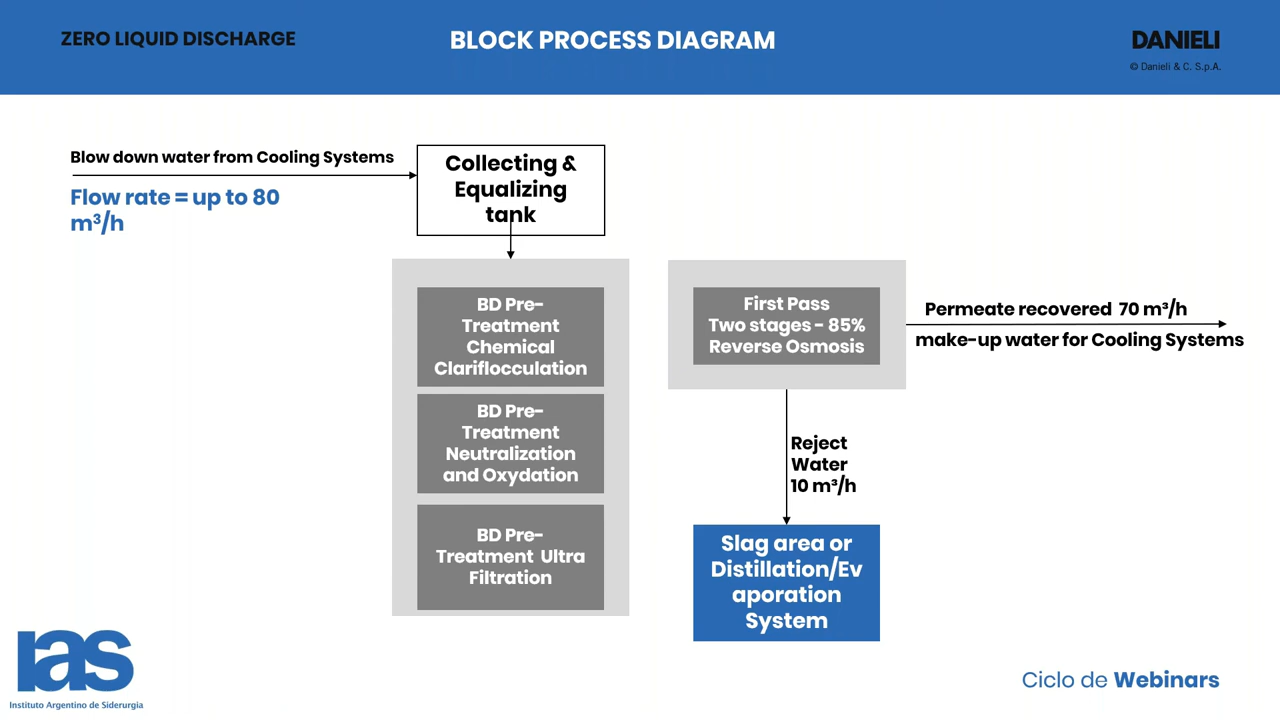 ZERO LIQUID DISCHARGE
BLOCK PROCESS DIAGRAM
DANIELI
© Danieli & C. S.p.A.
Blow down water from Cooling Systems
Flow rate = up to 80
m³/h
Collecting &
Equalizing
tank
BD Pre-
Treatment
Chemical
Clariflocculation
BD Pre-
Treatment
Neutralization
and Oxydation
BD Pre-
Treatment Ultra
Filtration
First Pass
Two stages - 85%
Reverse Osmosis
Permeate recovered 70 m³/h
make-up water for Cooling Systems
Reject
Water
10 m³/h
Slag area or
Distillation/Ev
aporation
System
ias
Instituto Argentino de Siderurgia
Ciclo de Webinars